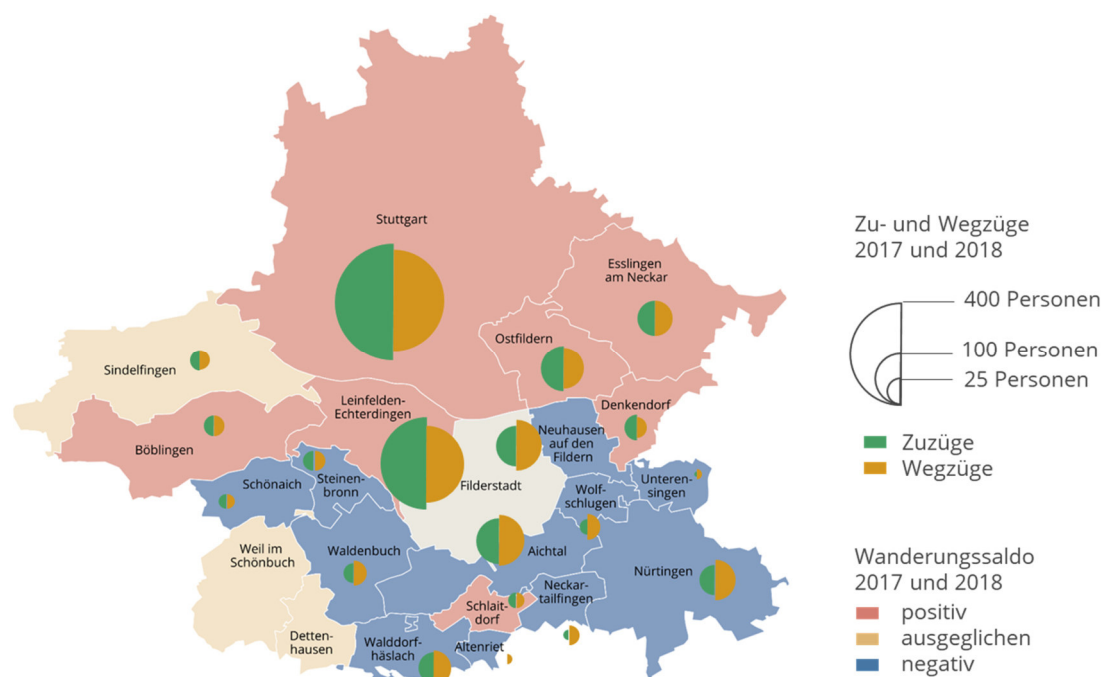 Stuttgart
Esslingen
am Neckar
Ostfildern
Sindelfingen
Leinfelden-
Echterdingen
Denkendorf
Böblingen
Neuhausen
auf den
Fildern
Filderstadt
Schönaich
Steinen-
bronn
Unteren-
singen
Wolf-
schlugen
Weil im
Schönbuch
Waldenbuch
Aichtal
Nürtingen
Neckar-
tailfingen
Schlait-
dorf
Detten-
hausen
Walddorf-
häslach
Altenriet
Zu- und Wegzüge
2017 und 2018
400 Personen
100 Personen
25 Personen
Zuzüge
Wegzüge
Wanderungssaldo
2017 und 2018
positiv
ausgeglichen
negativ